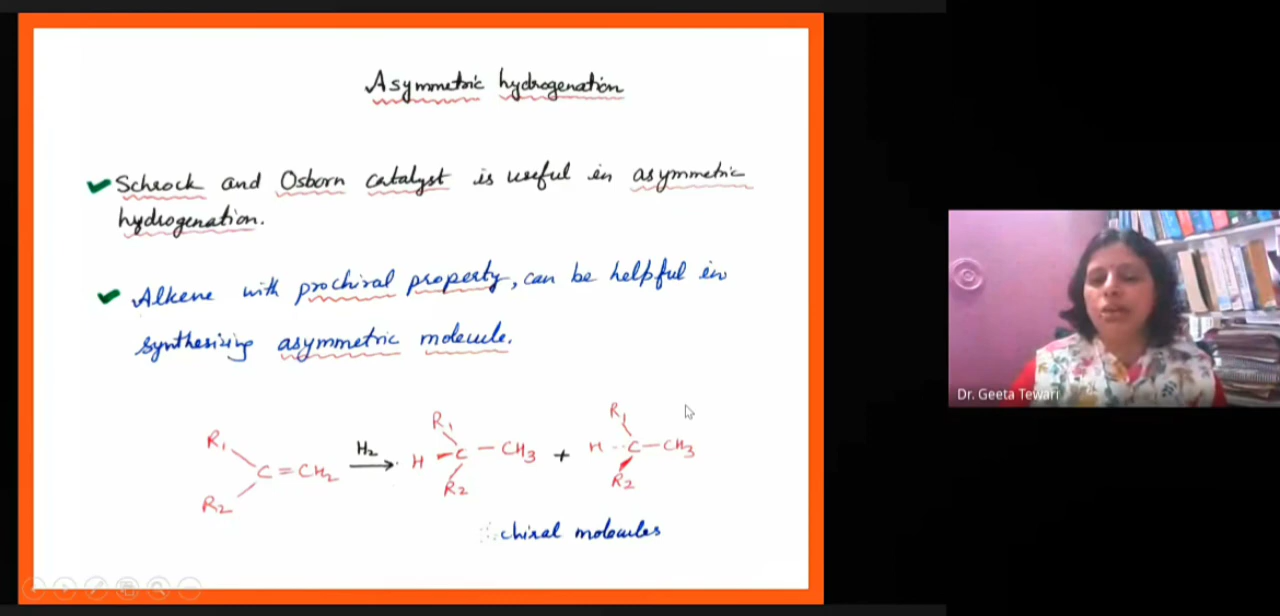 Asymmetric hydrogenation
✔ Schrock and Osborn catalyst is useful in asymmetric
hydrogenation.
✔ Alkene with prochiral property, can be helpful in
synthesizing asymmetric molecule.
R1
R2
C=CH2
H2
H
R1
C-CH3
R2
+
R1
H
C-CH3
R2
chiral molecules
Dr. Geeta Tewari